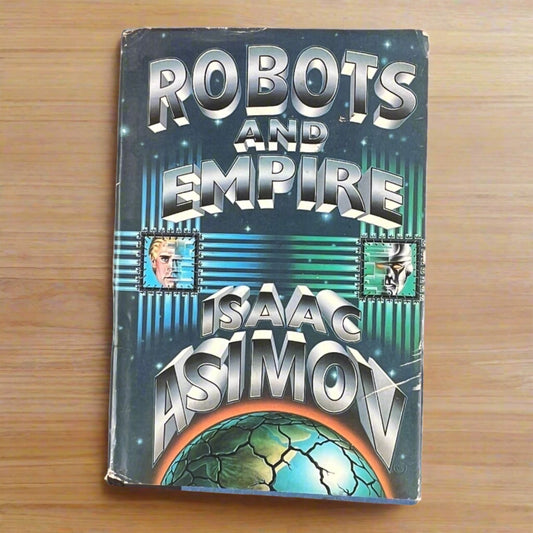 ROBOTS
AND
EMPIRE
ISAAC
ASIMOV